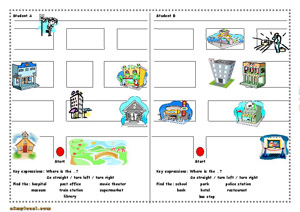 Student A
Student B
Start
Start
Key expressions: Where is the ..?
Go straight / turn left / turn right
Find the : hospital post office movie theater
museum train station supermarket
library
Key expressions: Where is the ..?
Go straight / turn left / turn right
Find the : school park police station
bank hotel restaurant
bus stop